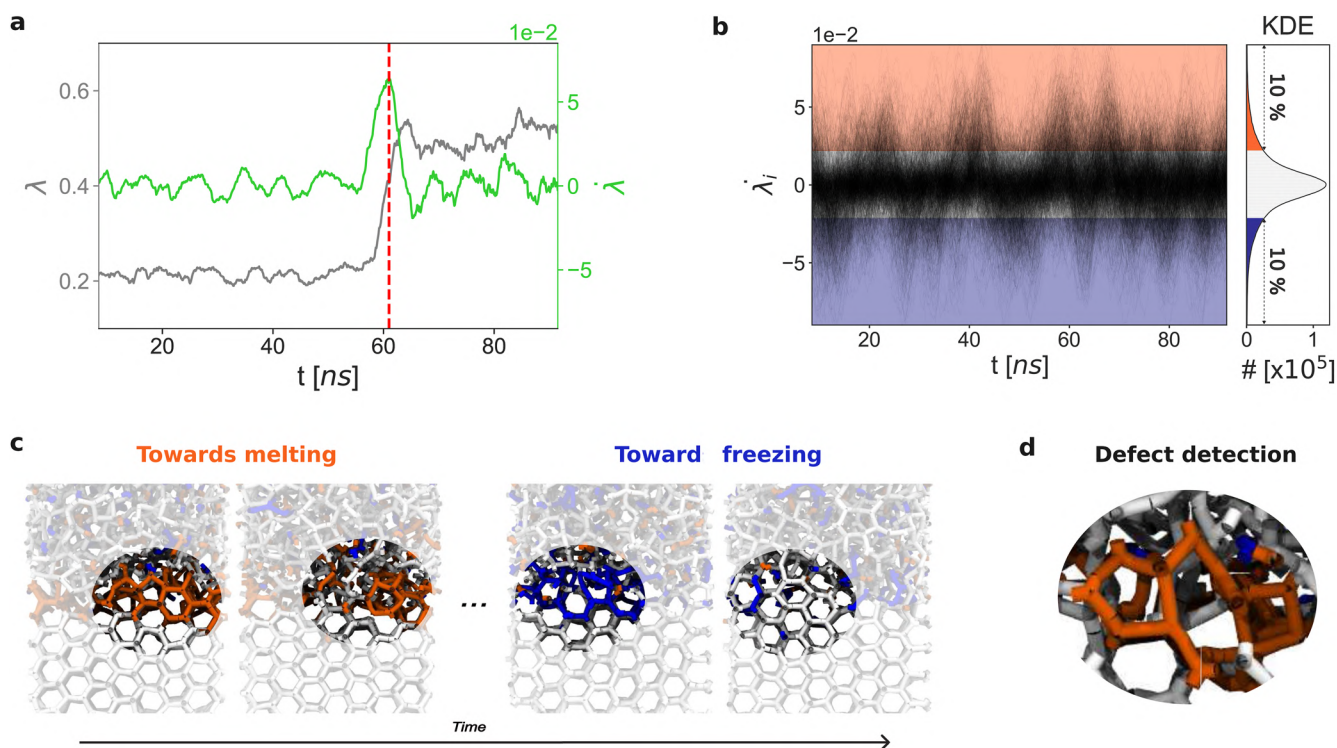 a
1e−2
0.6
0.4
0.2
λ
5
0
−5
λ̇
20 40 60 80
t [ns]
b
1e−2
5
0
−5
λ̇ᵢ
20 40 60 80
t [ns]
KDE
10 %
10 %
0 1
# [x10⁵]
c
Towards melting
Toward freezing
...
Time
d
Defect detection